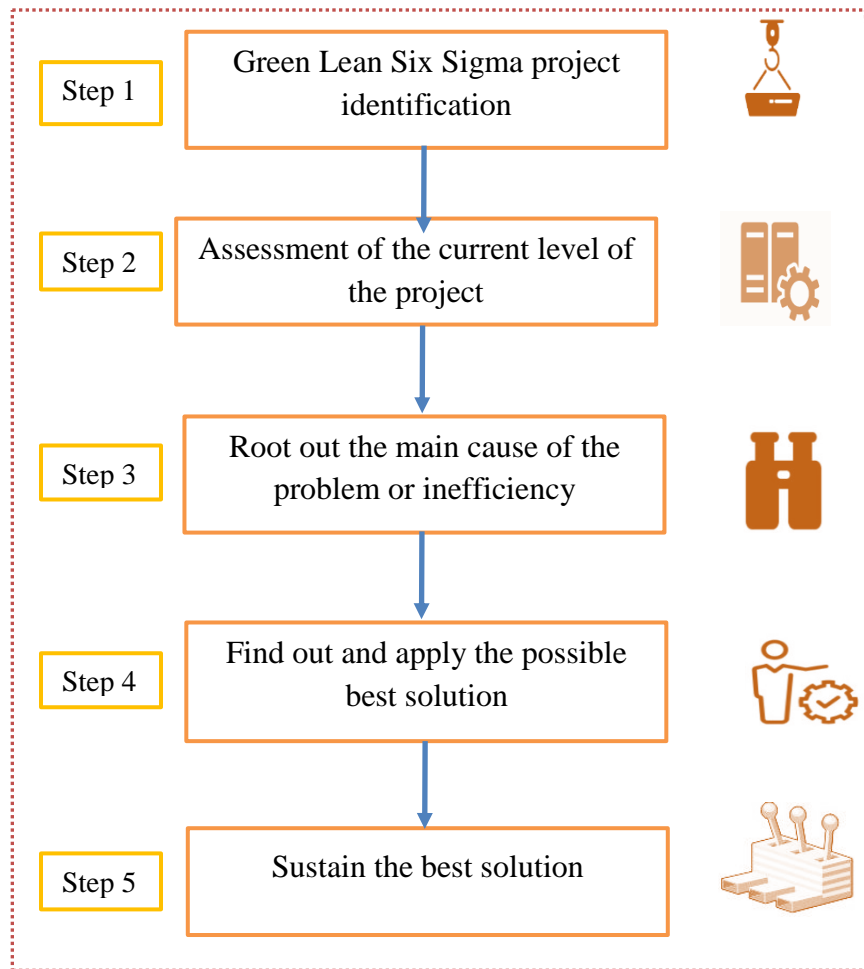 Step 1
Green Lean Six Sigma project
identification
Step 2
Assessment of the current level of
the project
Step 3
Root out the main cause of the
problem or inefficiency
Step 4
Find out and apply the possible
best solution
Step 5
Sustain the best solution